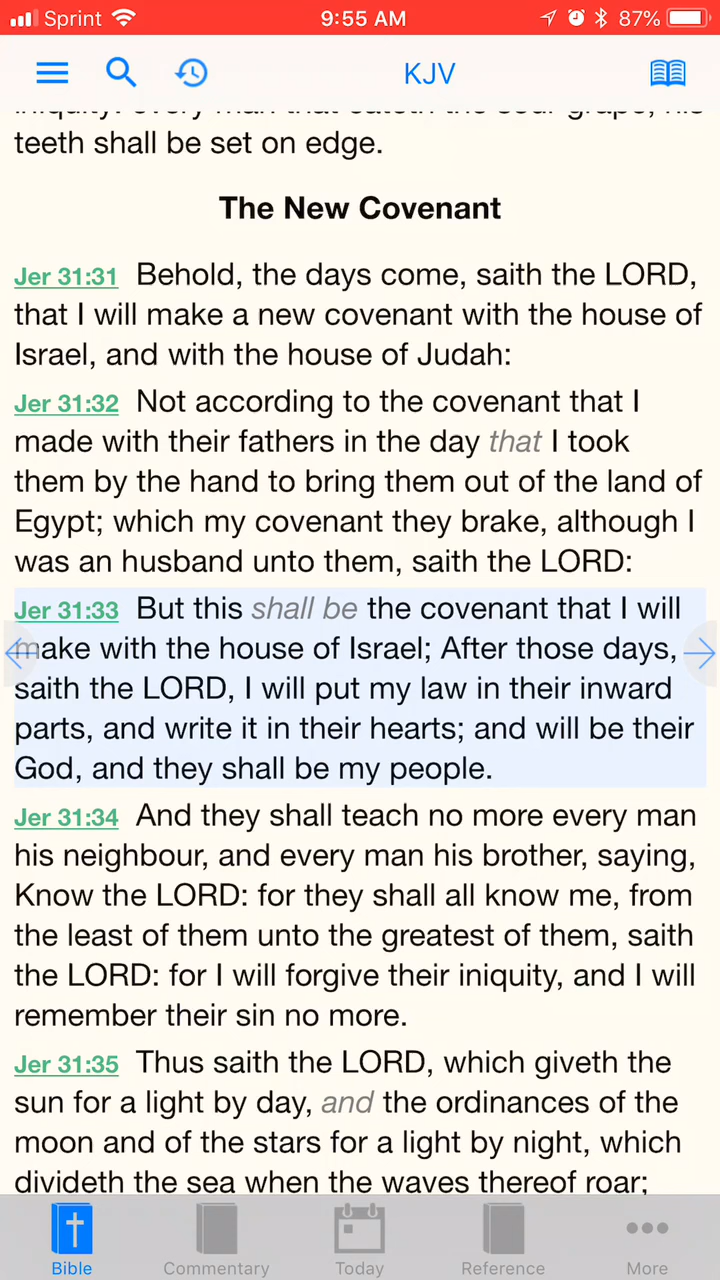 Sprint 9:55 AM 87%
KJV
iniquity: every man that eateth the sour grape, his
teeth shall be set on edge.
The New Covenant
Jer 31:31 Behold, the days come, saith the LORD,
that I will make a new covenant with the house of
Israel, and with the house of Judah:
Jer 31:32 Not according to the covenant that I
made with their fathers in the day that I took
them by the hand to bring them out of the land of
Egypt; which my covenant they brake, although I
was an husband unto them, saith the LORD:
Jer 31:33 But this shall be the covenant that I will
make with the house of Israel; After those days,
saith the LORD, I will put my law in their inward
parts, and write it in their hearts; and will be their
God, and they shall be my people.
Jer 31:34 And they shall teach no more every man
his neighbour, and every man his brother, saying,
Know the LORD: for they shall all know me, from
the least of them unto the greatest of them, saith
the LORD: for I will forgive their iniquity, and I will
remember their sin no more.
Jer 31:35 Thus saith the LORD, which giveth the
sun for a light by day, and the ordinances of the
moon and of the stars for a light by night, which
divideth the sea when the waves thereof roar;
Bible Commentary Today Reference More